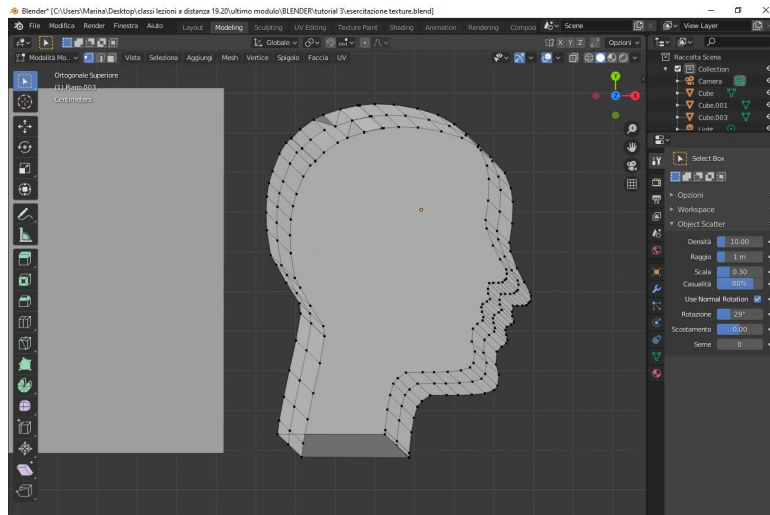 Blender* [C:\Users\Marina\Desktop\classi lezioni a distanza 19.20\ultimo modulo\BLENDER\tutorial 3\esercitazione texture.blend]
File Modifica Render Finestra Aiuto Layout Modeling Sculpting UV Editing Texture Paint Shading Animation Rendering Composi Scene View Layer
Globale X Y Z Opzioni
Modalità Mo... Vista Seleziona Aggiungi Mesh Vertice Spigolo Faccia UV
Raccolta Scena
Collection
Camera
Cube
Cube.001
Cube.003
Light
Ortogonale Superiore
(1) Piano.003
Centimeters
Y
Z
X
Select Box
Opzioni
Workspace
Object Scatter
Densità 10.00
Raggio 1 m
Scala 0.30
Casualità 80%
Use Normal Rotation
Rotazione 29°
Scostamento 0.00
Seme 0